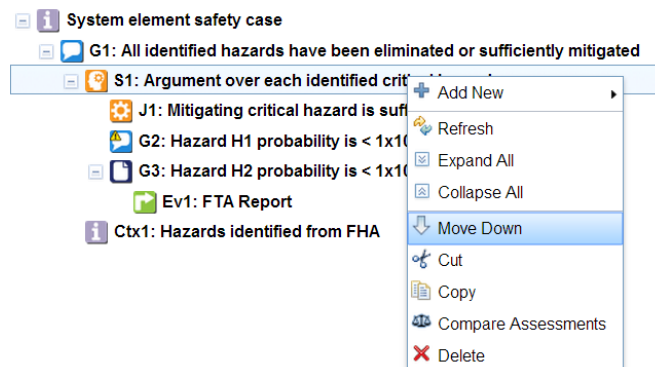 System element safety case
G1: All identified hazards have been eliminated or sufficiently mitigated
S1: Argument over each identified
J1: Mitigating critical hazard is
G2: Hazard H1 probability is < 1x10
G3: Hazard H2 probability is < 1x10
Ev1: FTA Report
Ctx1: Hazards identified from FHA
Add New
Refresh
Expand All
Collapse All
Move Down
Cut
Copy
Compare Assessments
Delete